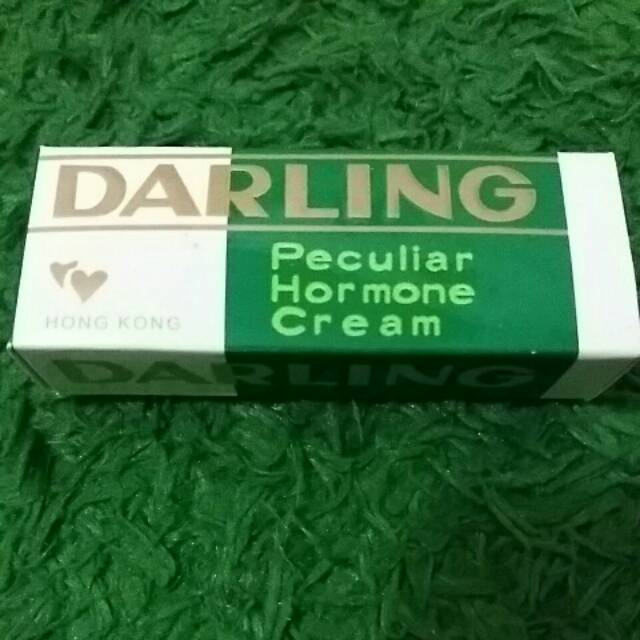 DARLING
Peculiar
Hormone
Cream
HONG KONG
DARLING